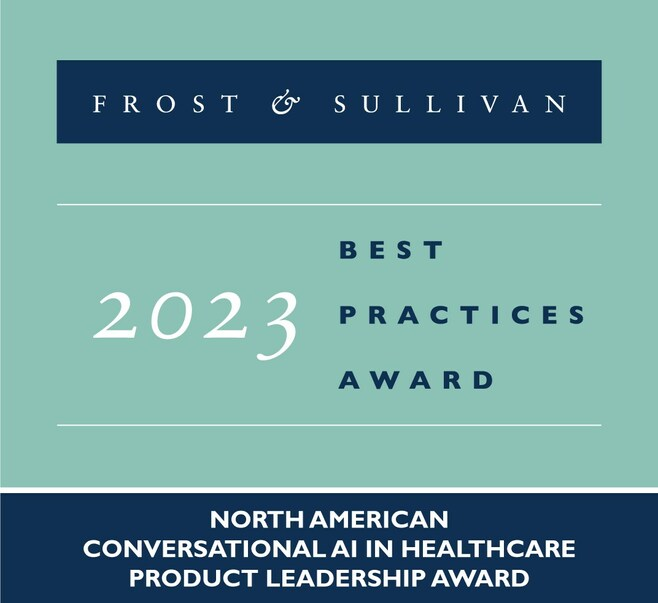 FROST & SULLIVAN
2023
BEST
PRACTICES
AWARD
NORTH AMERICAN
CONVERSATIONAL AI IN HEALTHCARE
PRODUCT LEADERSHIP AWARD